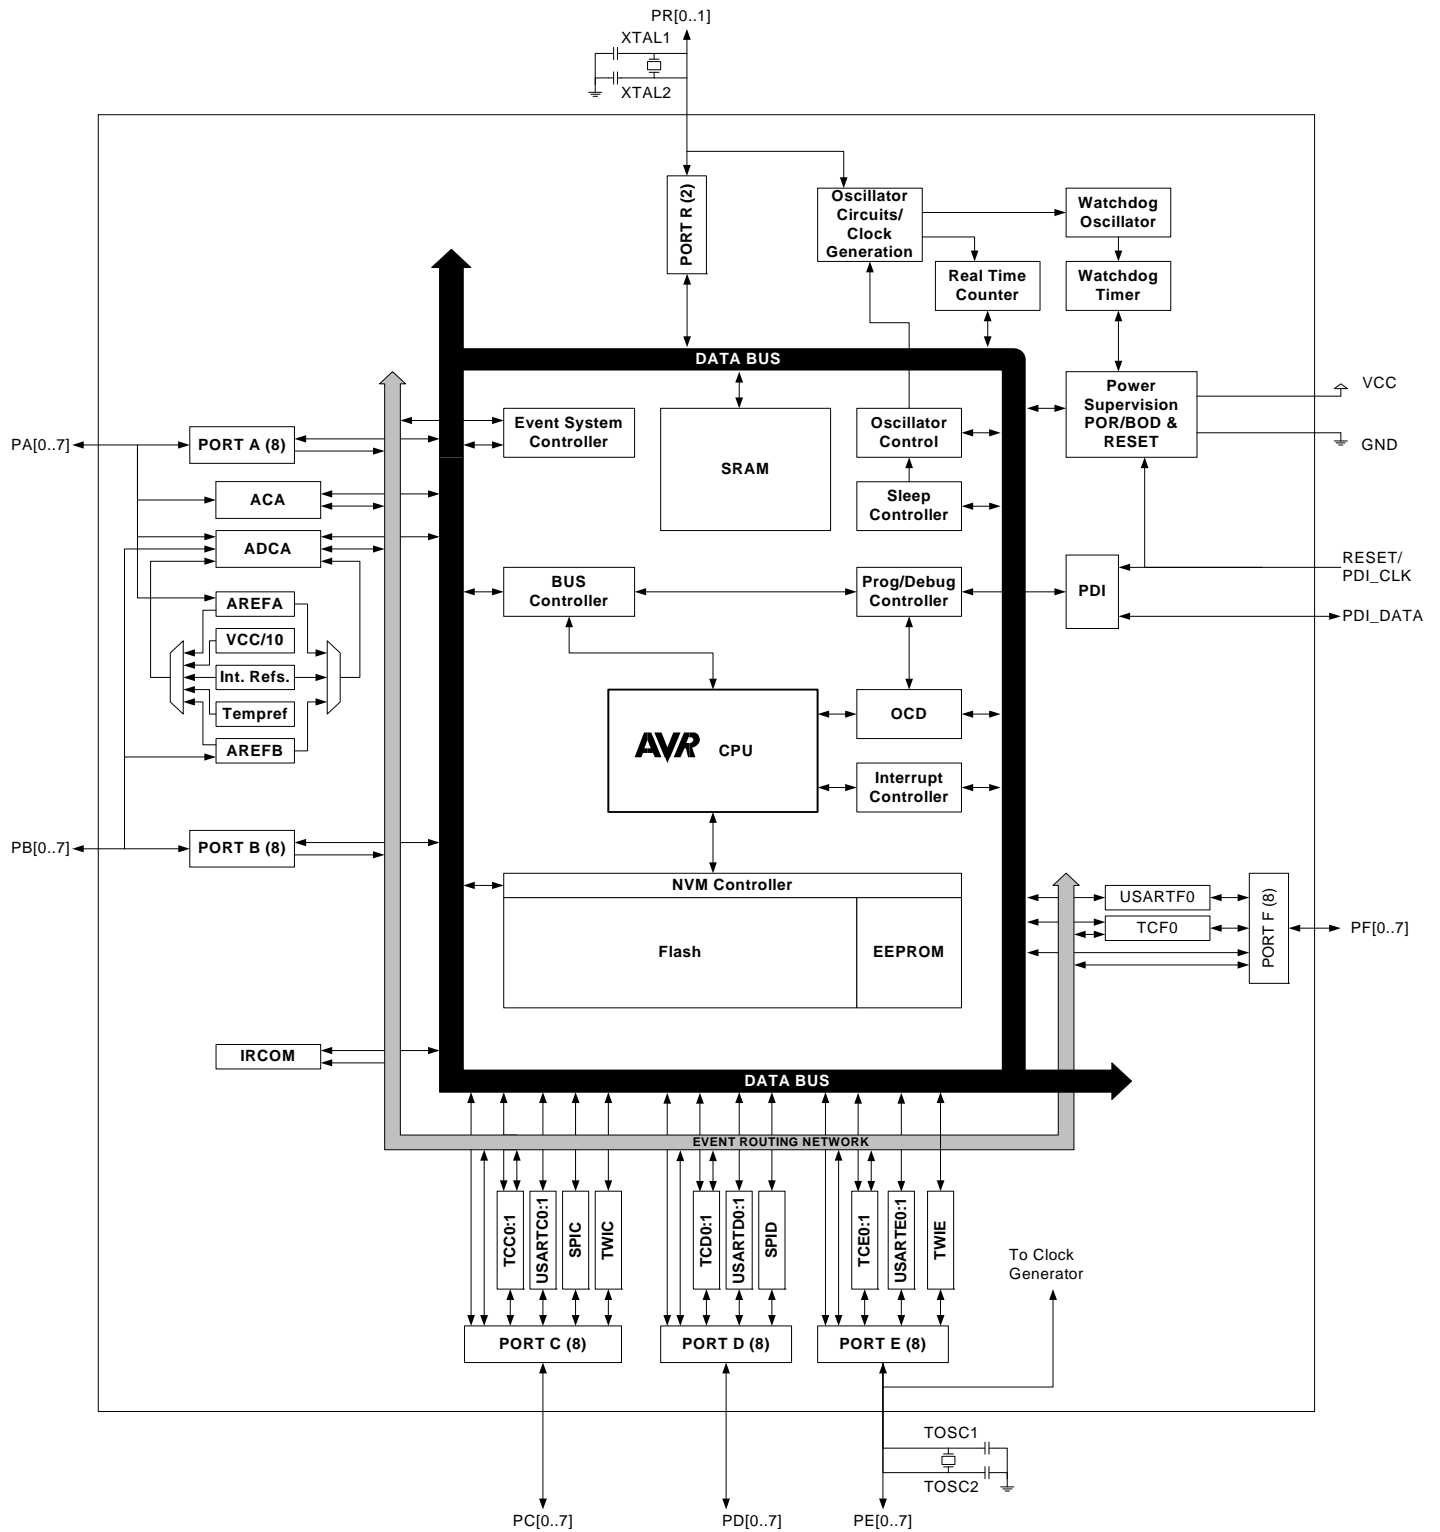 PR[0..1]
XTAL1
XTAL2
PORT R (2)
Oscillator
Circuits/
Clock
Generation
Watchdog
Oscillator
Real Time
Counter
Watchdog
Timer
DATA BUS
Power
Supervision
POR/BOD &
RESET
VCC
GND
Event System
Controller
SRAM
Oscillator
Control
Sleep
Controller
PA[0..7]
PORT A (8)
ACA
ADCA
AREFA
VCC/10
Int. Refs.
Tempref
AREFB
BUS
Controller
Prog/Debug
Controller
PDI
RESET/
PDI_CLK
PDI_DATA
AVR CPU
OCD
Interrupt
Controller
PB[0..7]
PORT B (8)
NVM Controller
Flash
EEPROM
USARTF0
TCF0
PORT F (8)
PF[0..7]
IRCOM
DATA BUS
EVENT ROUTING NETWORK
TCC0:1
USARTC0:1
SPIC
TWIC
TCD0:1
USARTD0:1
SPID
TCE0:1
USARTE0:1
TWIE
To Clock
Generator
PORT C (8)
PORT D (8)
PORT E (8)
TOSC1
TOSC2
PC[0..7]
PD[0..7]
PE[0..7]